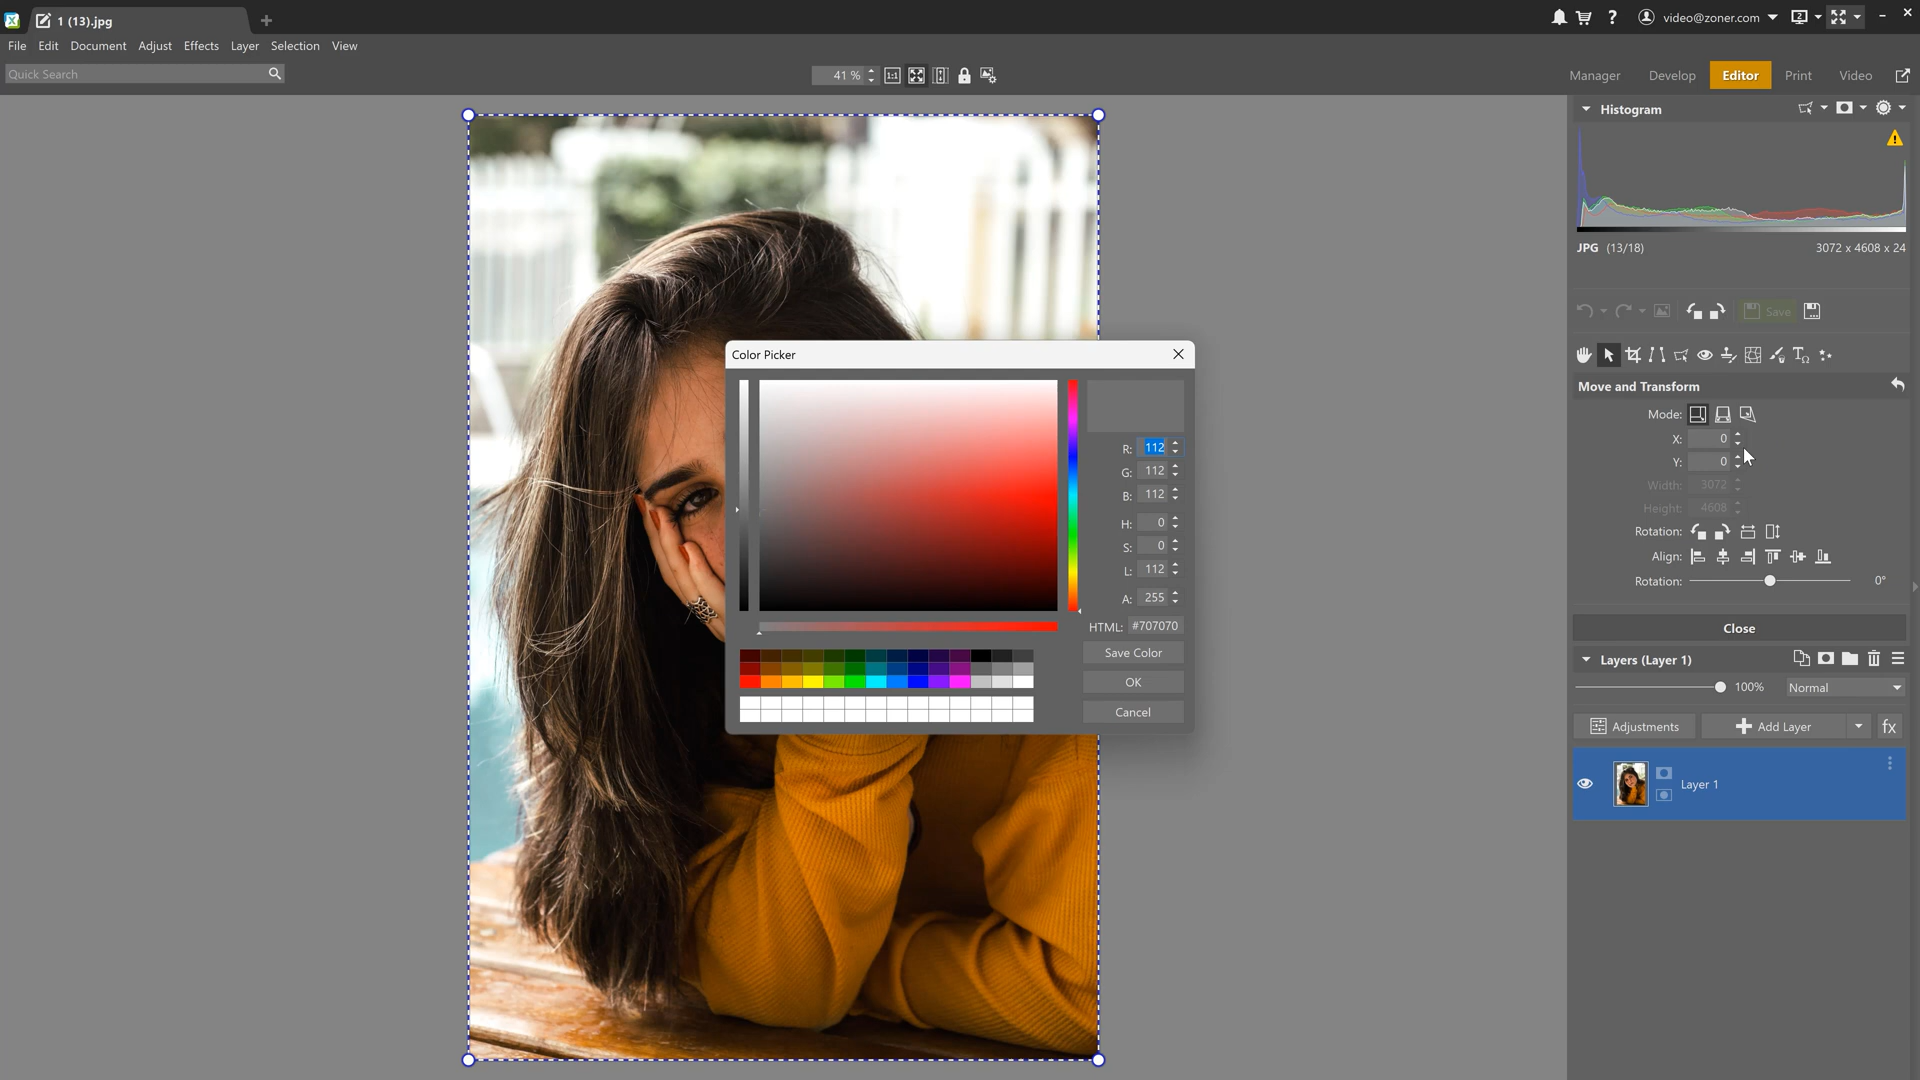 1 (13).jpg
video@zoner.com
2
File Edit Document Adjust Effects Layer Selection View
Quick Search
41 %
1:1
Manager Develop Editor Print Video
Histogram
JPG (13/18) 3072 x 4608 x 24
Save
Move and Transform
Mode:
X: 0
Y: 0
Width: 3072
Height: 4608
Rotation:
Align:
Rotation: 0°
Close
Layers (Layer 1)
100% Normal
Adjustments Add Layer fx
Layer 1
Color Picker
R: 112
G: 112
B: 112
H: 0
S: 0
L: 112
A: 255
HTML: #707070
Save Color
OK
Cancel